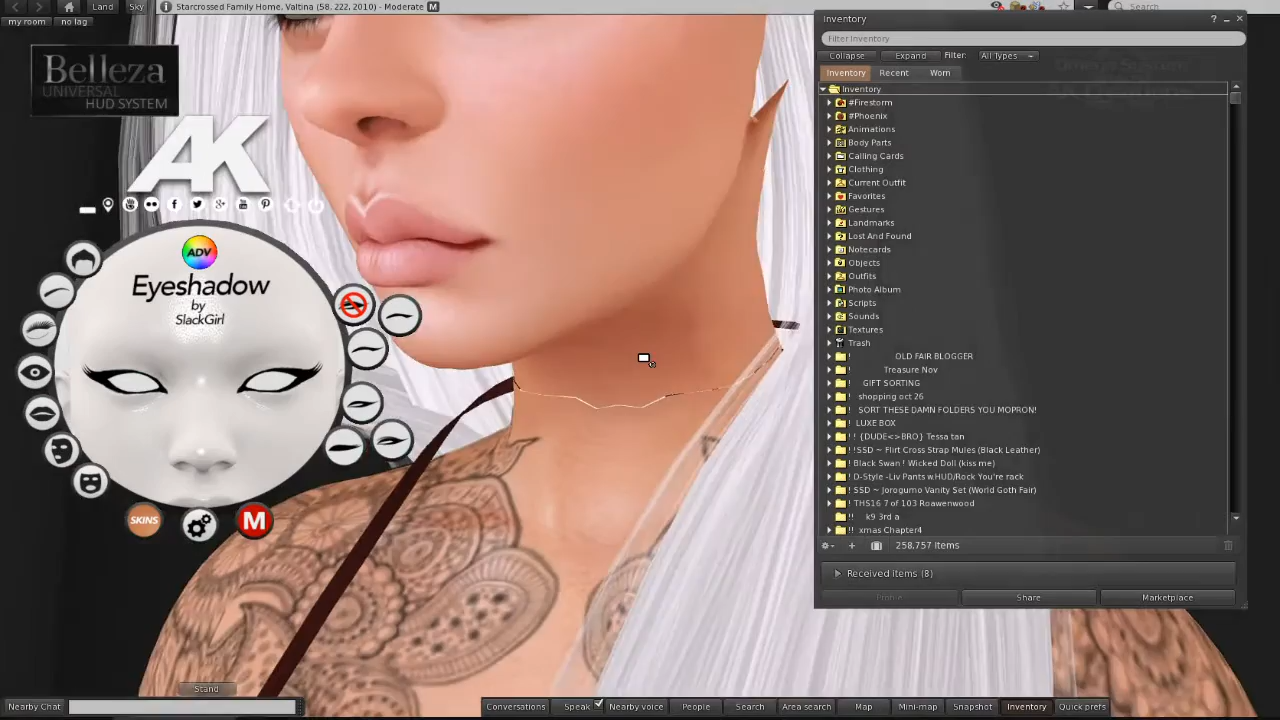 Land
Sky
Starcrossed Family Home, Valtina (58, 222, 2010) - Moderate
M
Search
my room
no lag
Belleza
UNIVERSAL
HUD SYSTEM
AK
ADV
Eyeshadow
by
SlackGirl
SKINS
M
Stand
Inventory
?
Filter Inventory
Collapse
Expand
Filter:
All Types
Inventory
Recent
Worn
Inventory
#Firestorm
#Phoenix
Animations
Body Parts
Calling Cards
Clothing
Current Outfit
Favorites
Gestures
Landmarks
Lost And Found
Notecards
Objects
Outfits
Photo Album
Scripts
Sounds
Textures
Trash
! OLD FAIR BLOGGER
! Treasure Nov
! GIFT SORTING
! shopping oct 26
! SORT THESE DAMN FOLDERS YOU MOPRON!
! LUXE BOX
! ! {DUDE<>BRO} Tessa tan
! !SSD ~ Flirt Cross Strap Mules (Black Leather)
! Black Swan ! Wicked Doll (kiss me)
! D-Style -Liv Pants w.HUD/Rock You're rack
! SSD ~ Jorogumo Vanity Set (World Goth Fair)
! THS16 7 of 103 Roawenwood
!! k9 3rd a
!! xmas Chapter4
258,757 Items
Received Items (8)
Profile
Share
Marketplace
Nearby Chat
Conversations
Speak
Nearby voice
People
Search
Area search
Map
Mini-map
Snapshot
Inventory
Quick prefs